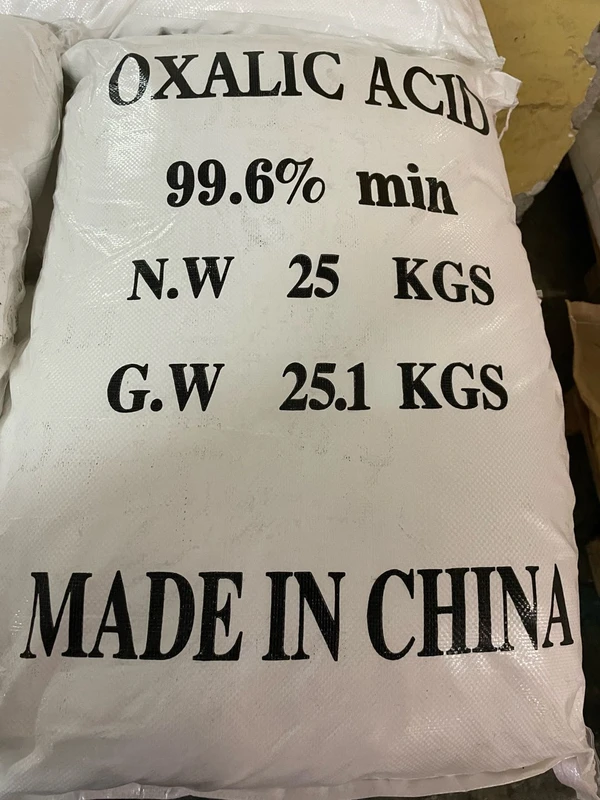 OXALIC ACID
99.6% min
N.W 25 KGS
G.W 25.1 KGS
MADE IN CHINA